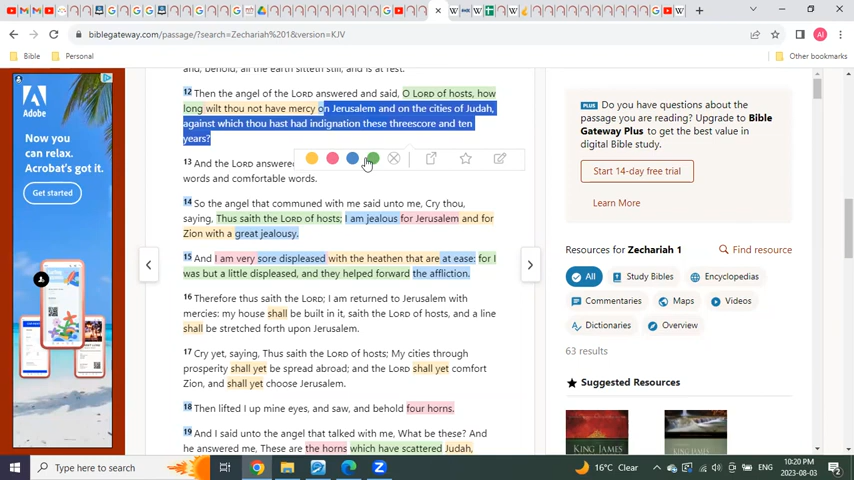 biblegateway.com/passage/?search=Zechariah%201&version=KJV
Bible
Personal
Other bookmarks
and, behold, all the earth sitteth still, and is at rest.
12 Then the angel of the LORD answered and said, O LORD of hosts, how
long wilt thou not have mercy on Jerusalem and on the cities of Judah,
against which thou hast had indignation these threescore and ten
years?
13 And the LORD answered
words and comfortable words.
14 So the angel that communed with me said unto me, Cry thou,
saying, Thus saith the LORD of hosts; I am jealous for Jerusalem and for
Zion with a great jealousy.
15 And I am very sore displeased with the heathen that are at ease: for I
was but a little displeased, and they helped forward the affliction.
16 Therefore thus saith the LORD; I am returned to Jerusalem with
mercies: my house shall be built in it, saith the LORD of hosts, and a line
shall be stretched forth upon Jerusalem.
17 Cry yet, saying, Thus saith the LORD of hosts; My cities through
prosperity shall yet be spread abroad; and the LORD shall yet comfort
Zion, and shall yet choose Jerusalem.
18 Then lifted I up mine eyes, and saw, and behold four horns.
19 And I said unto the angel that talked with me, What be these? And
he answered me, These are the horns which have scattered Judah,
Adobe
Now you
can relax.
Acrobat's got it.
Get started
PLUS Do you have questions about the
passage you are reading? Upgrade to Bible
Gateway Plus to get the best value in
digital Bible study.
Start 14-day free trial
Learn More
Resources for Zechariah 1
Find resource
All
Study Bibles
Encyclopedias
Commentaries
Maps
Videos
Dictionaries
Overview
63 results
Suggested Resources
KING JAMES
Type here to search
16°C Clear
ENG
10:20 PM
2023-08-03